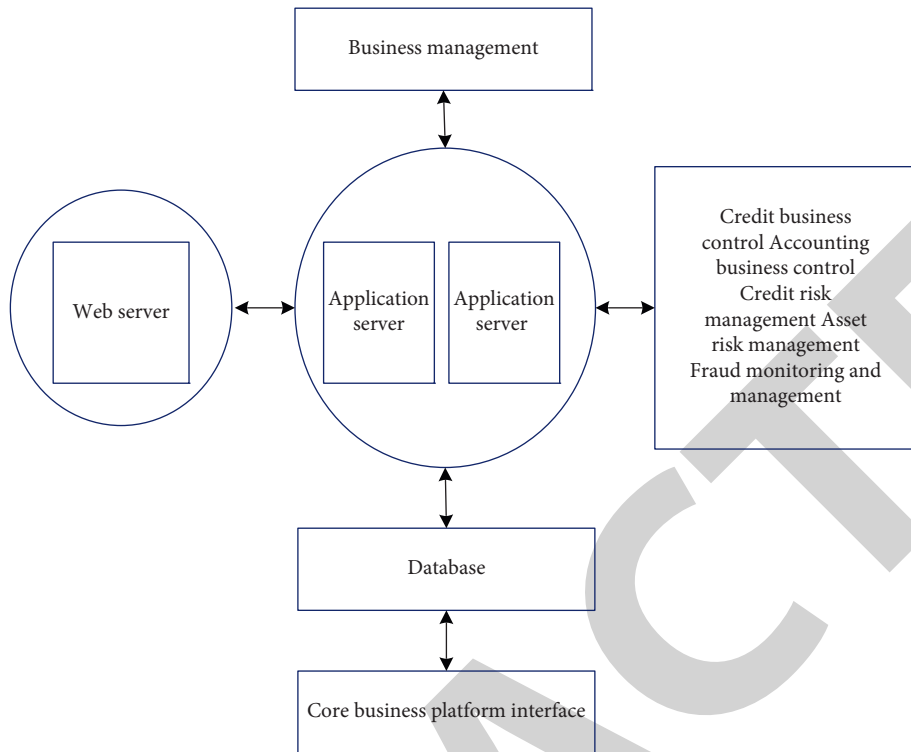 Business management
Web server
Application
server
Application
server
Credit business
control Accounting
business control
Credit risk
management Asset
risk management
Fraud monitoring and
management
Database
Core business platform interface